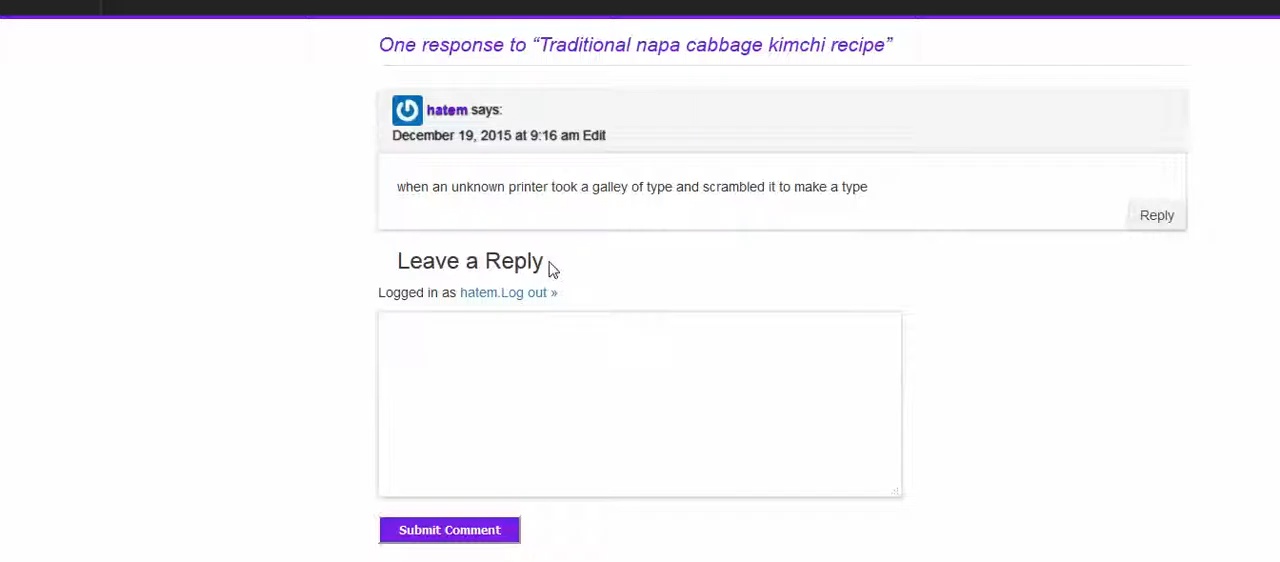 One response to “Traditional napa cabbage kimchi recipe”
hatem says:
December 19, 2015 at 9:16 am Edit
when an unknown printer took a galley of type and scrambled it to make a type
Reply
Leave a Reply
Logged in as hatem.Log out »
Submit Comment